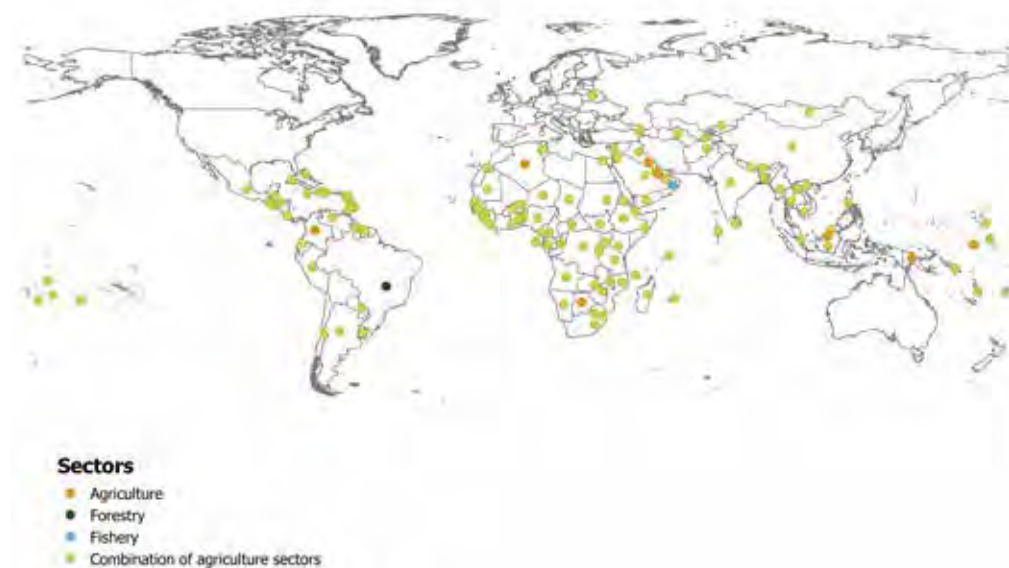 Sectors
Agriculture
Forestry
Fishery
Combination of agriculture sectors